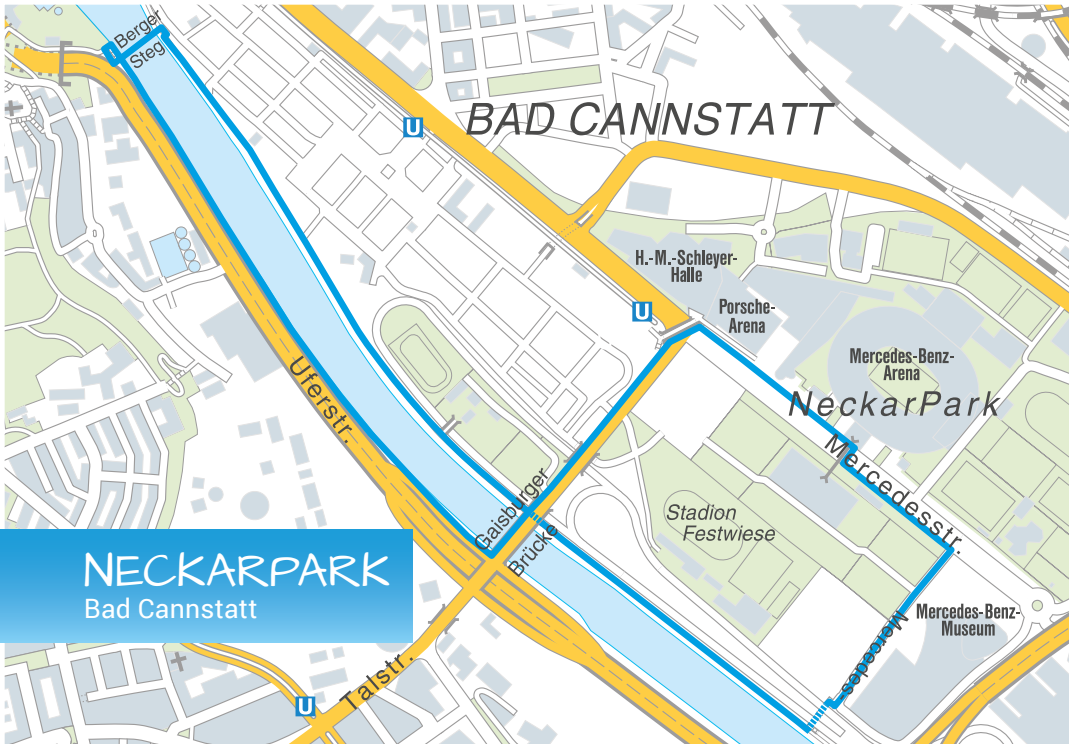 Berger
Steg
U
BAD CANNSTATT
H.-M.-Schleyer-
Halle
U
Porsche-
Arena
Mercedes-Benz-
Arena
NeckarPark
Uferstr.
Mercedesstr.
Gaisburger
Brücke
Stadion
Festwiese
NECKARPARK
Bad Cannstatt
Mercedes-Benz-
Museum
Mercedes-
Talstr.
U